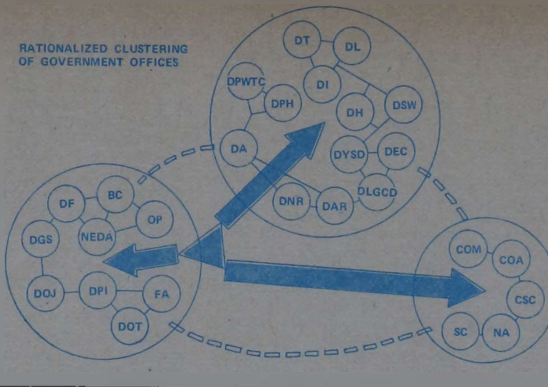 RATIONALIZED CLUSTERING
OF GOVERNMENT OFFICES
DT
DL
DPWTC
DI
DPH
DH
DSW
DA
DYSD
DEC
DNR
DAR
DLGCD
DF
BC
OP
DGS
NEDA
DOJ
DPI
FA
DOT
COM
COA
CSC
SC
NA